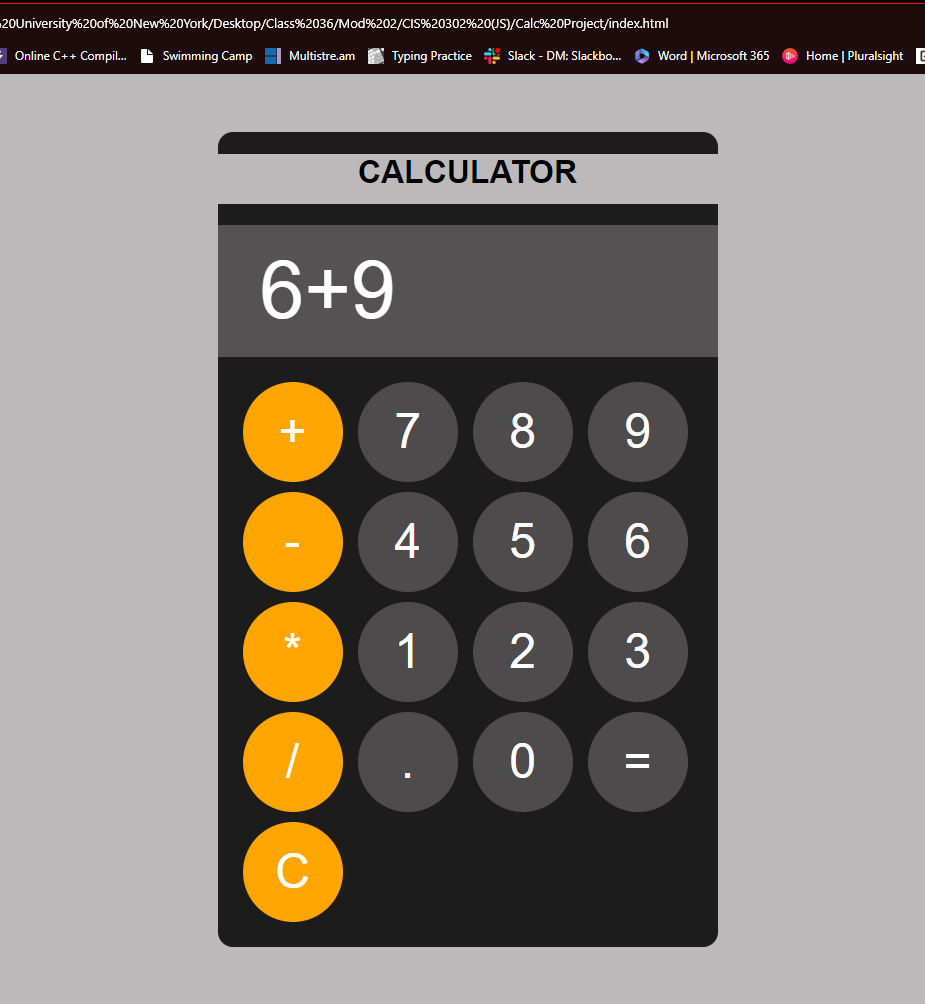 %20University%20of%20New%20York/Desktop/Class%2036/Mod%202/CIS%20302%20(JS)/Calc%20Project/index.html
Online C++ Compil... Swimming Camp Multistre.am Typing Practice Slack - DM: Slackbo... Word | Microsoft 365 Home | Pluralsight
CALCULATOR
6+9
+ 7 8 9
- 4 5 6
* 1 2 3
/ . 0 =
C